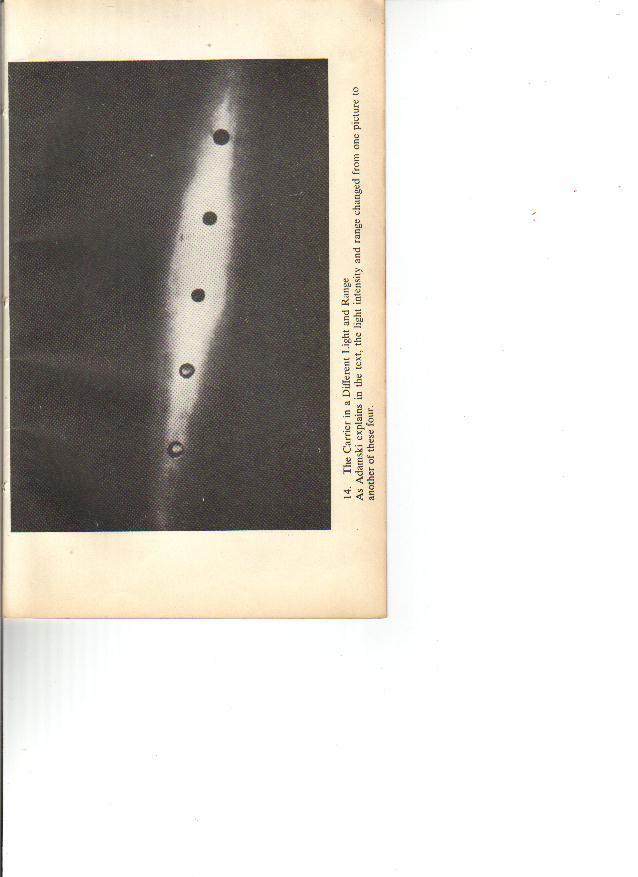 14. The Carrier in a Different Light and Range
As Adamski explains in the text, the light intensity and range changed from one picture to
another of these four.